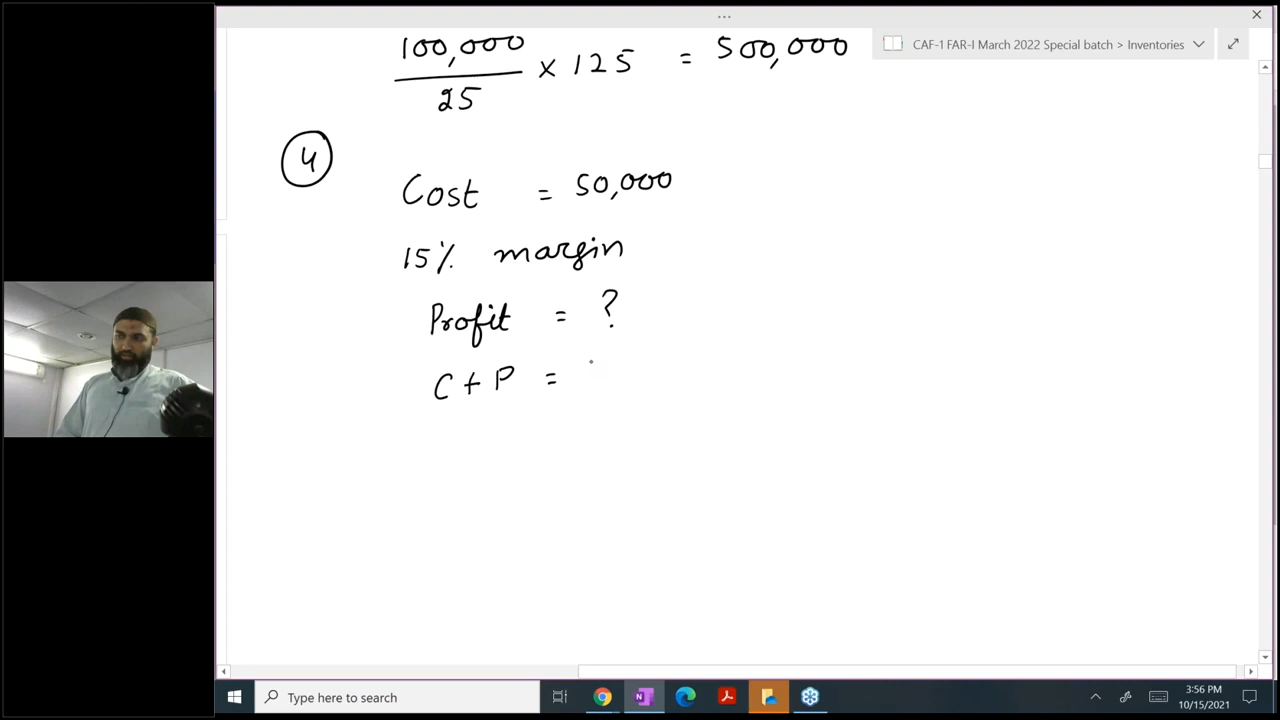 CAF-1 FAR-I March 2022 Special batch > Inventories
100,000
25
x 125 = 500,000
4
Cost = 50,000
15% margin
Profit = ?
C + P =
Type here to search
3:56 PM
10/15/2021